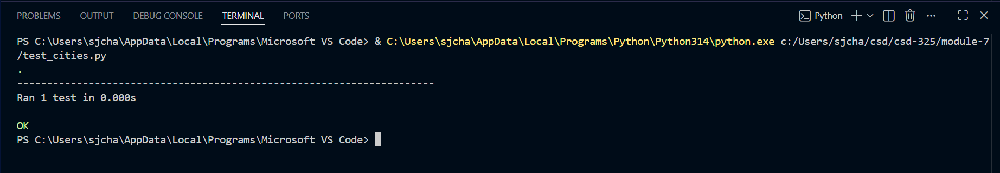 PROBLEMS OUTPUT DEBUG CONSOLE TERMINAL PORTS Python
PS C:\Users\sjcha\AppData\Local\Programs\Microsoft VS Code> & C:\Users\sjcha\AppData\Local\Programs\Python\Python314\python.exe c:/Users/sjcha/csd/csd-325/module-7
/test_cities.py
.
----------------------------------------------------------------------
Ran 1 test in 0.000s
OK
PS C:\Users\sjcha\AppData\Local\Programs\Microsoft VS Code>